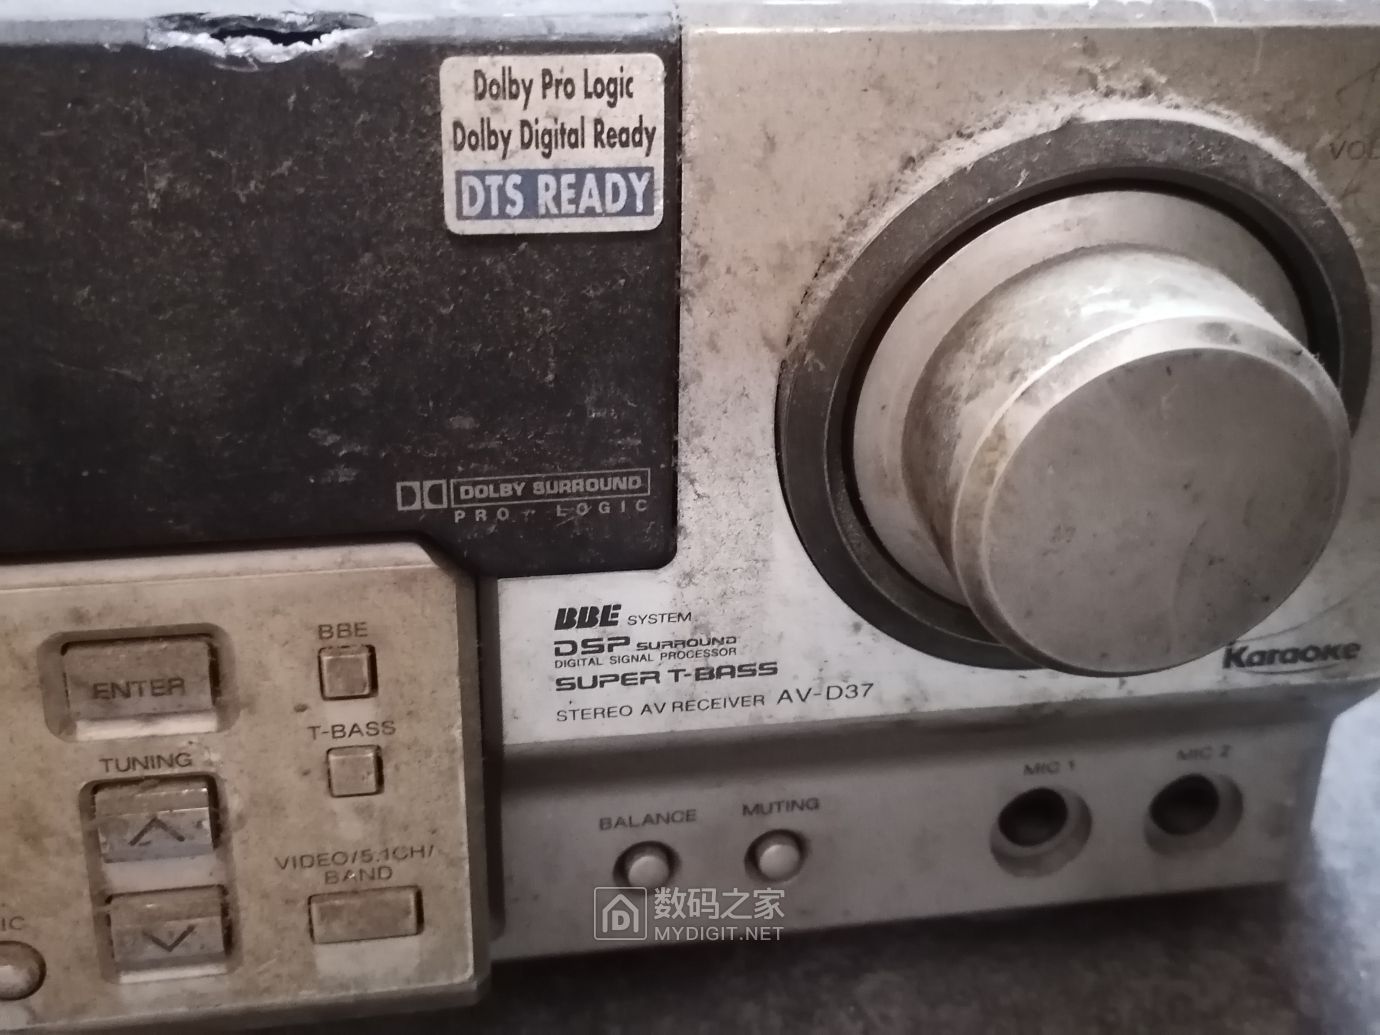 Dolby Pro Logic
Dolby Digital Ready
DTS READY
DOLBY SURROUND
PRO · LOGIC
BBE SYSTEM
DSP SURROUND
DIGITAL SIGNAL PROCESSOR
SUPER T-BASS
STEREO AV RECEIVER AV-D37
Karaoke
BBE
ENTER
T-BASS
TUNING
VIDEO/5.1CH/
BAND
BALANCE
MUTING
MIC 1
MIC 2
数码之家
MYDIGIT.NET